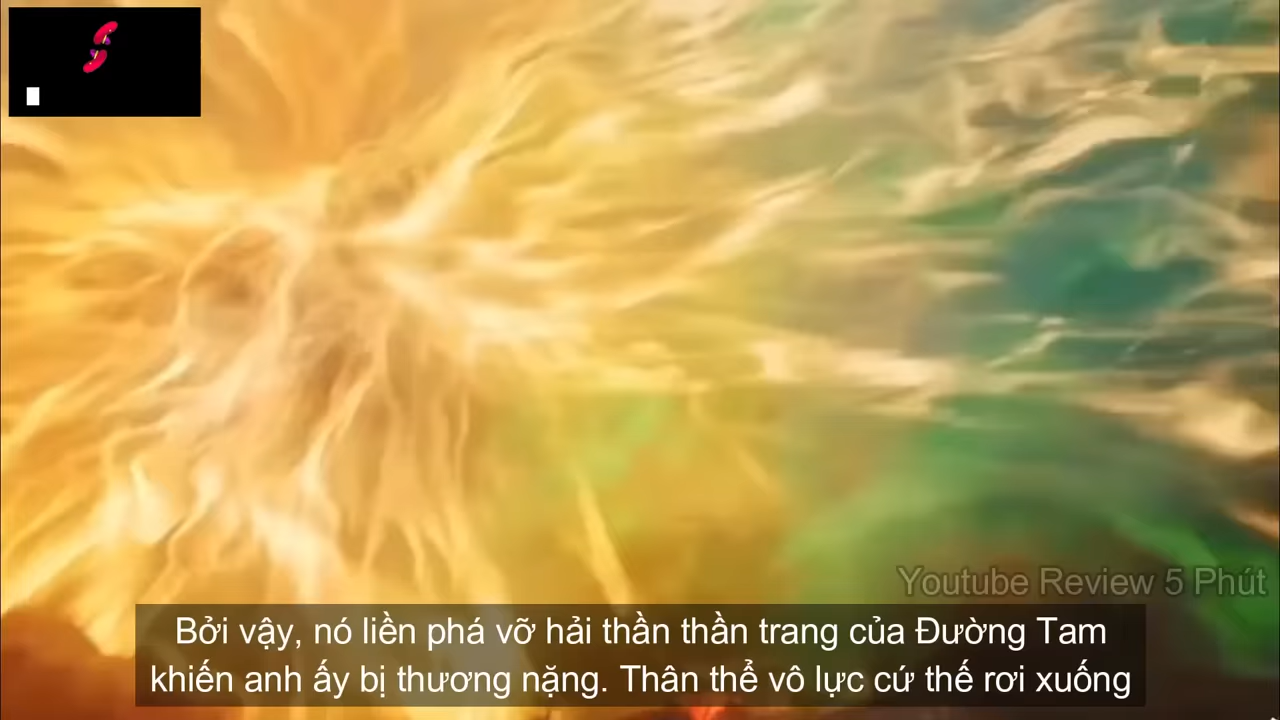 Youtube Review 5 Phút
Bởi vậy, nó liền phá vỡ hải thần thần trang của Đường Tam
khiến anh ấy bị thương nặng. Thân thể vô lực cứ thế rơi xuống